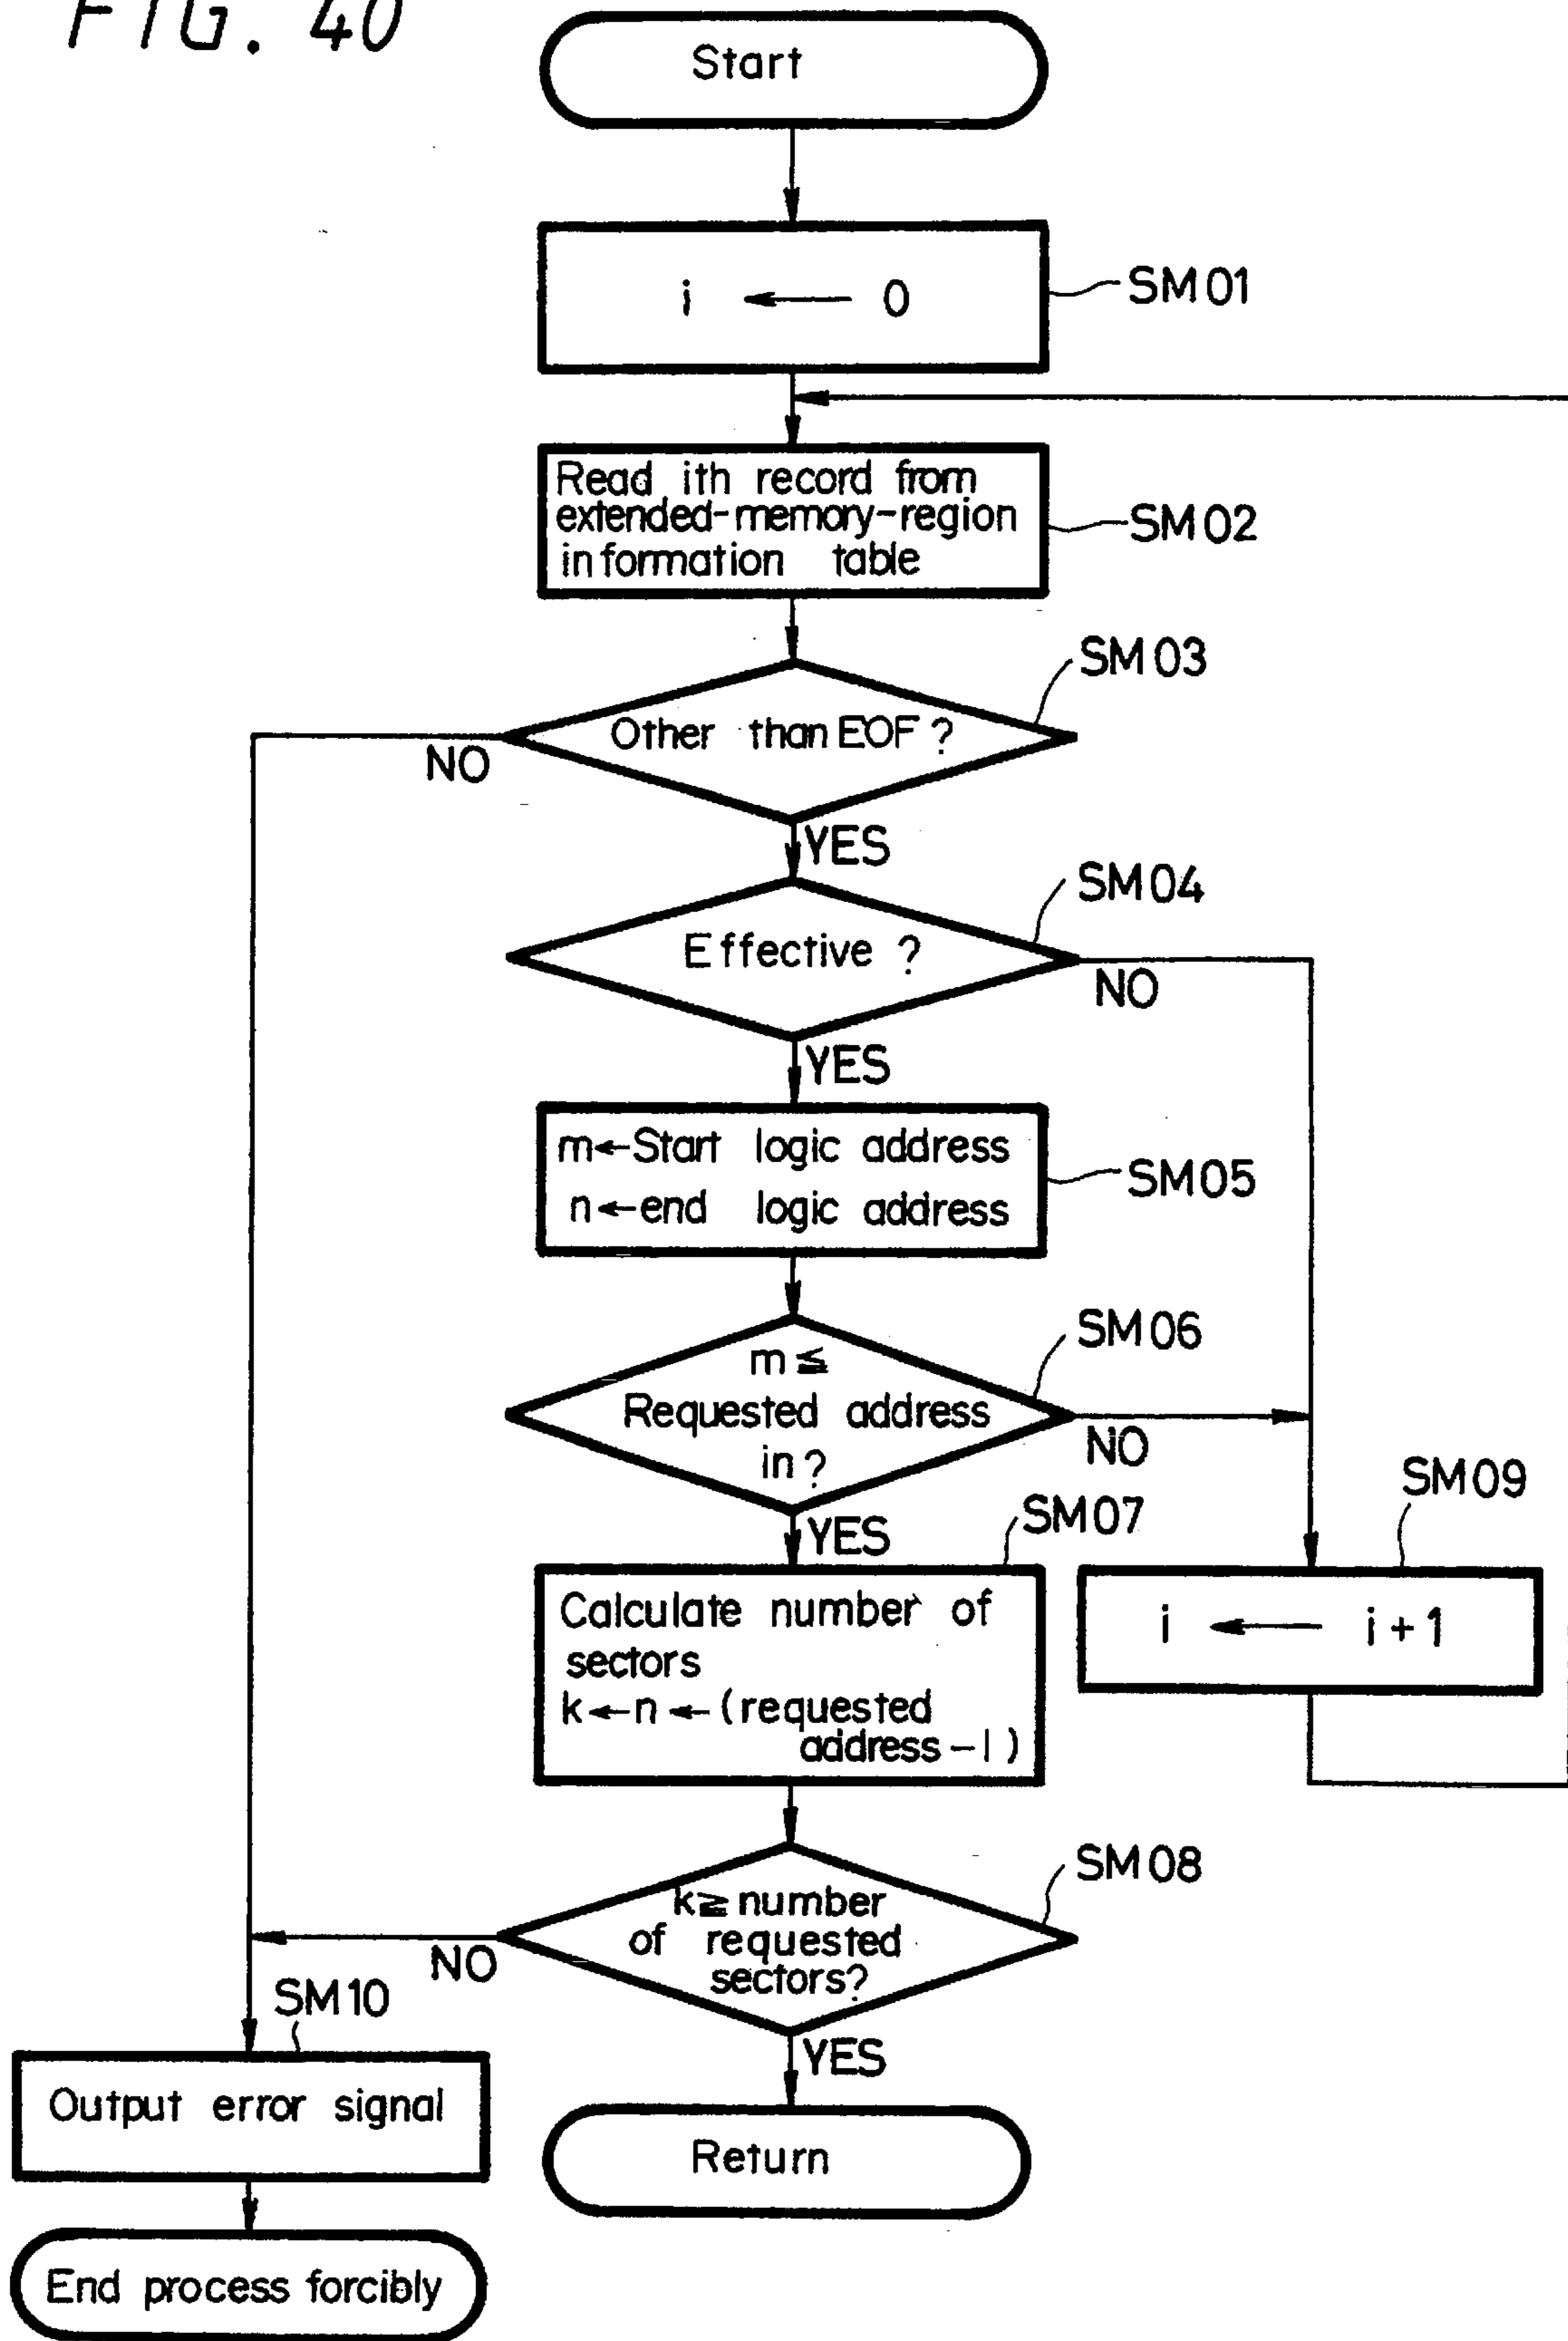 FIG. 40
Start
i ← 0
SM01
Read ith record from
extended-memory-region
information table
SM02
SM03
Other than EOF?
NO
YES
SM04
Effective ?
NO
YES
m←Start logic address
n←end logic address
SM05
SM06
m ≦
Requested address
in?
NO
YES
SM07
SM09
Calculate number of
sectors
k←n←(requested
address-1)
i ← i+1
SM08
k≧number
of requested
sectors?
NO
YES
SM10
Output error signal
Return
End process forcibly